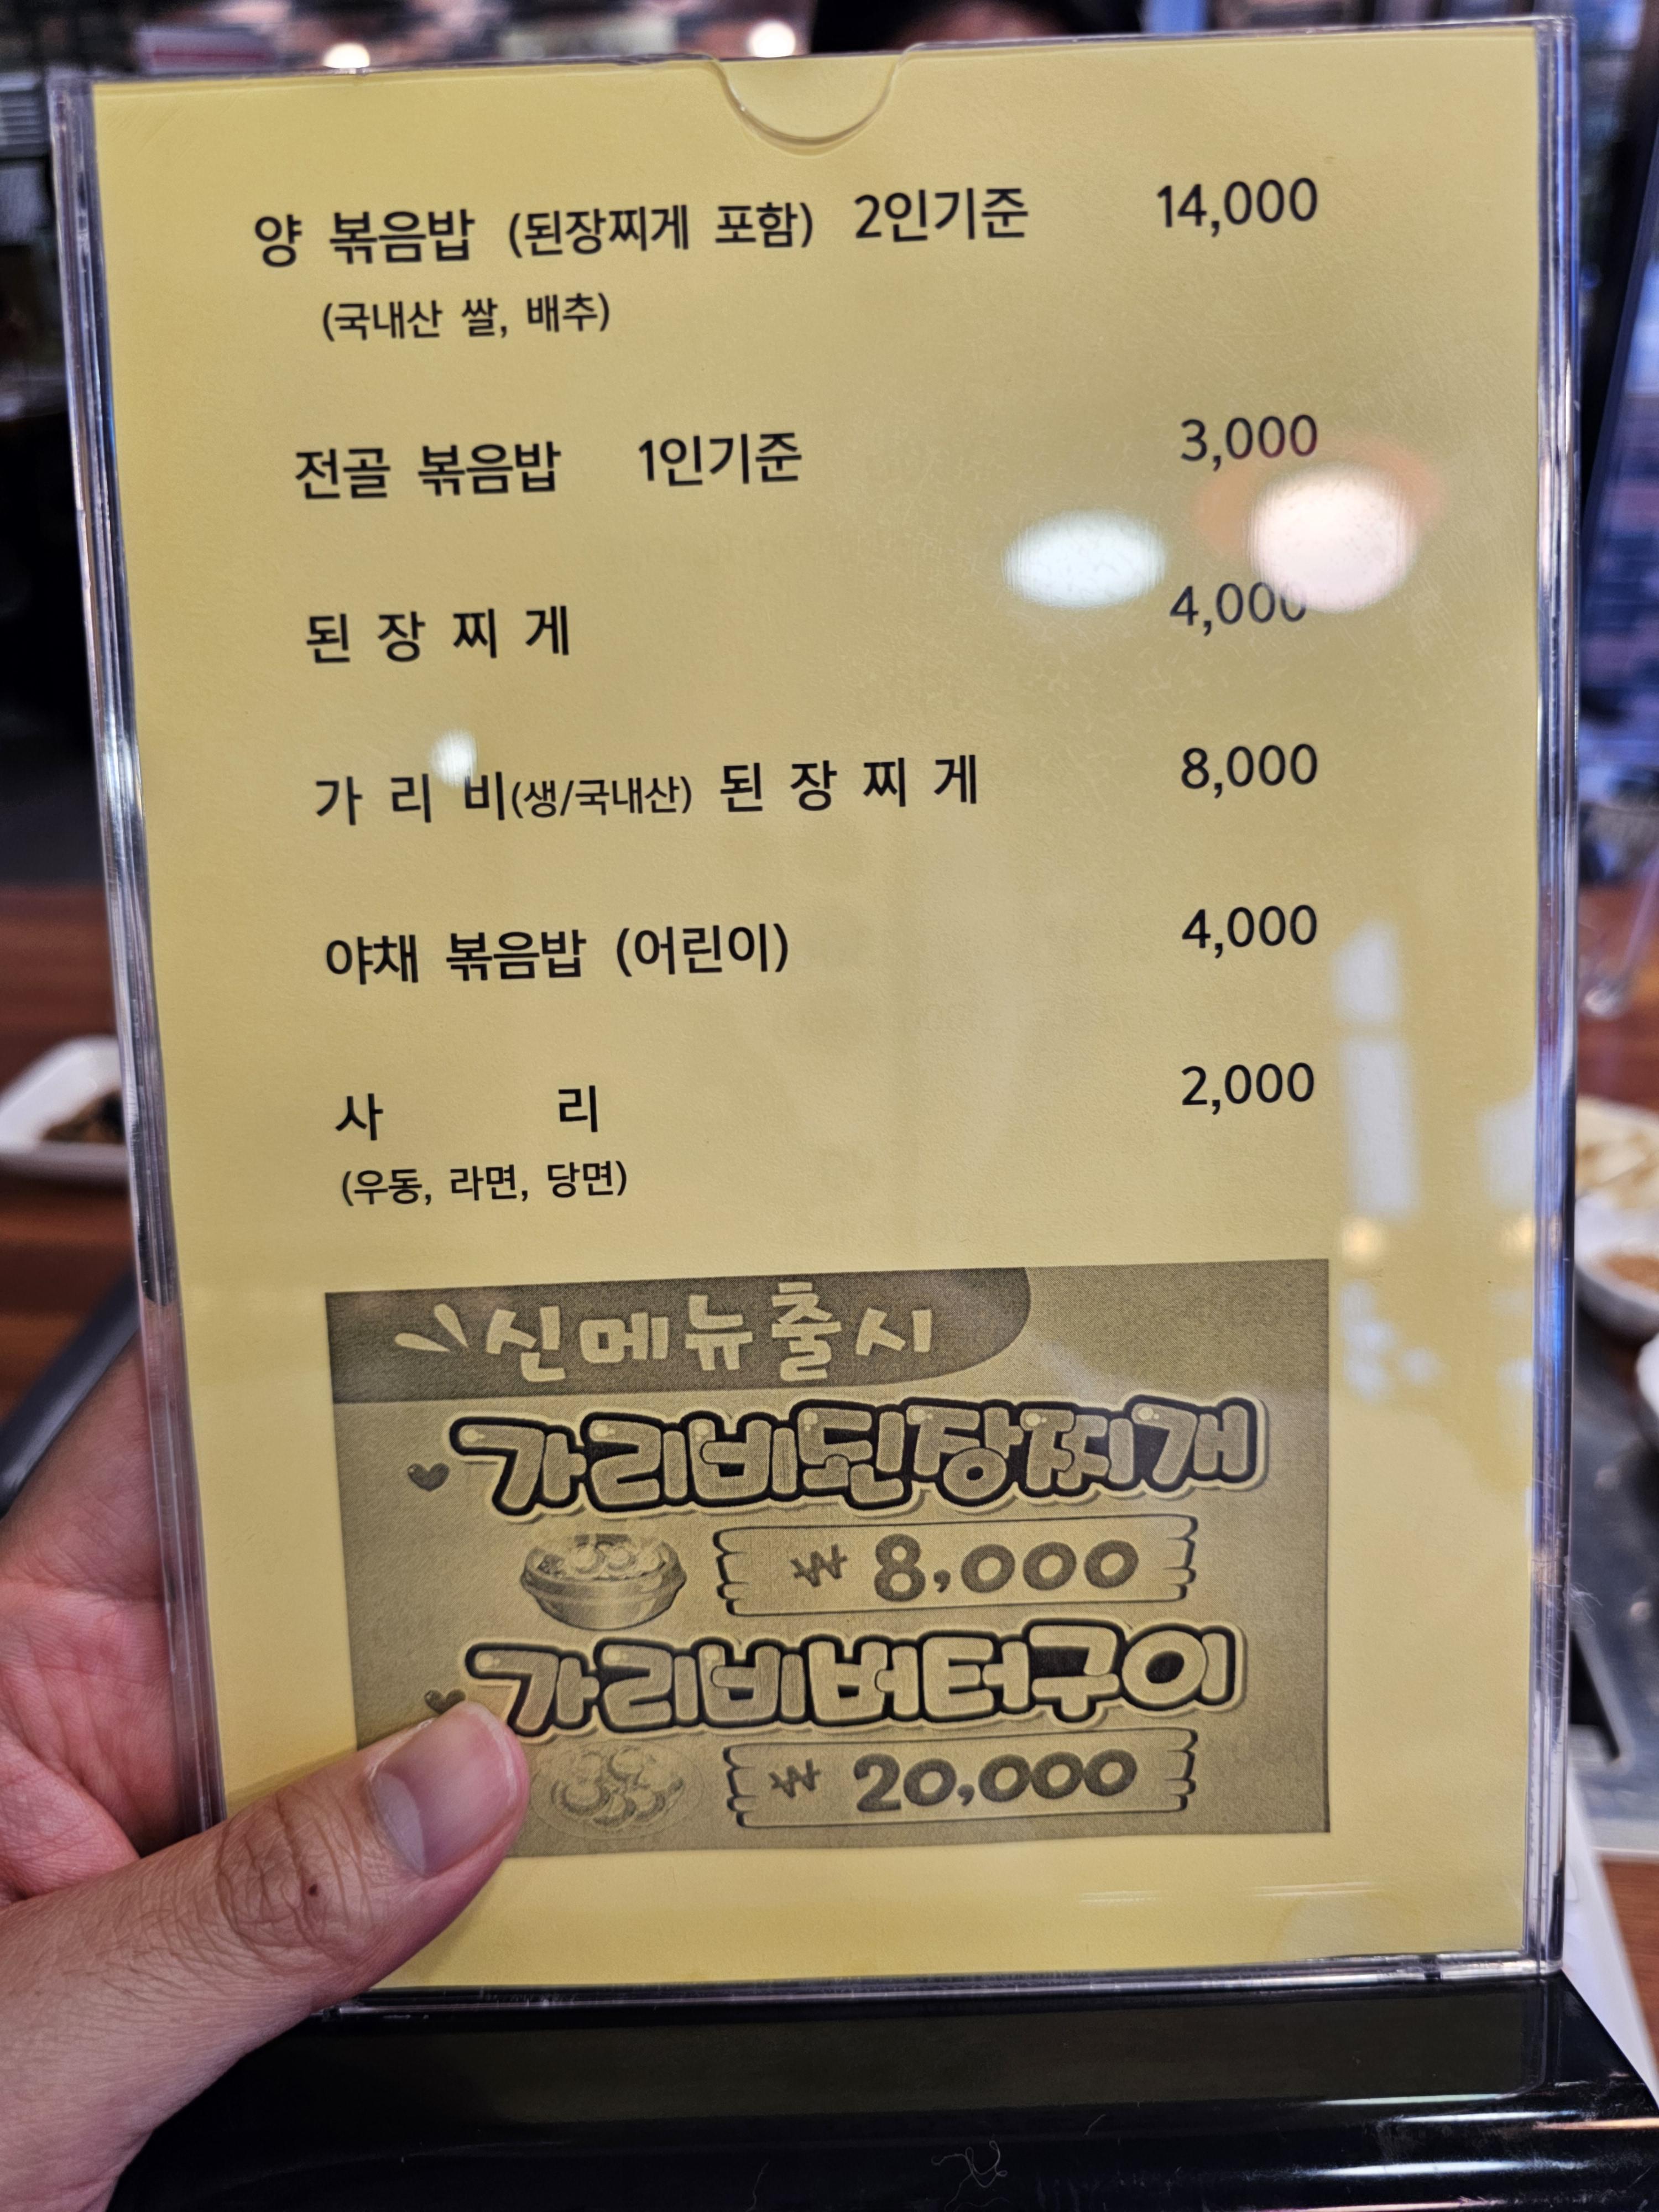 양 볶음밥 (된장찌게 포함) 2인기준 14,000
(국내산 쌀, 배추)
전골 볶음밥 1인기준 3,000
된 장 찌 게 4,000
가 리 비(생/국내산) 된 장 찌 게 8,000
야채 볶음밥 (어린이) 4,000
사 리 2,000
(우동, 라면, 당면)
신메뉴출시
가리비된장찌개
₩ 8,000
가리비버터구이
₩ 20,000